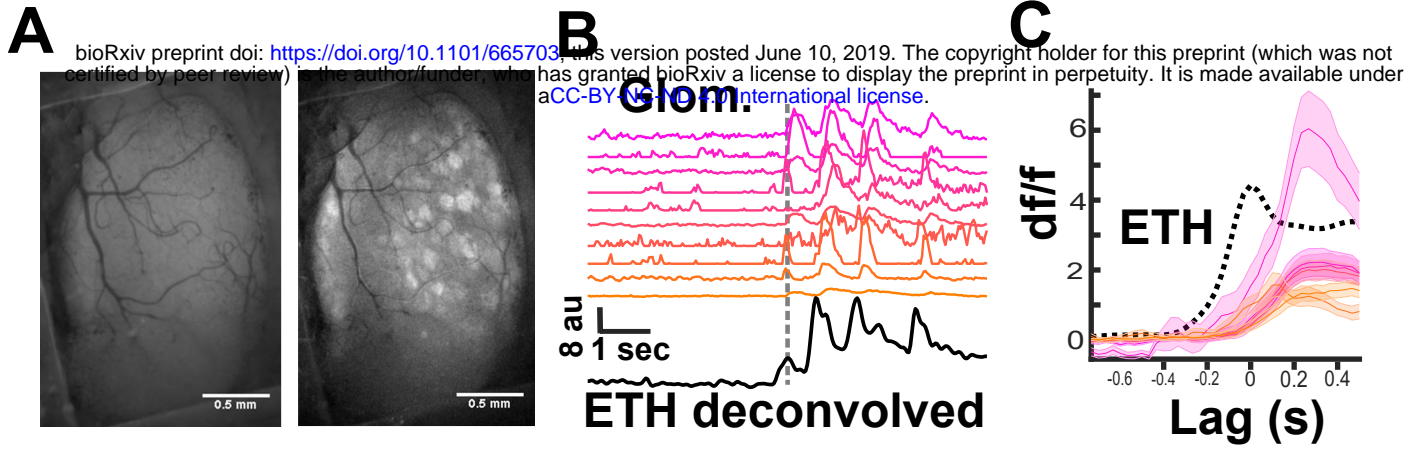 A
B
C
bioRxiv preprint doi: https://doi.org/10.1101/665703; this version posted June 10, 2019. The copyright holder for this preprint (which was not
certified by peer review) is the author/funder, who has granted bioRxiv a license to display the preprint in perpetuity. It is made available under
aCC-BY-NC-ND 4.0 International license.
Glom.
0.5 mm
0.5 mm
8 au
1 sec
ETH deconvolved
df/f
6
4
2
0
ETH
-0.6 -0.4 -0.2 0 0.2 0.4
Lag (s)